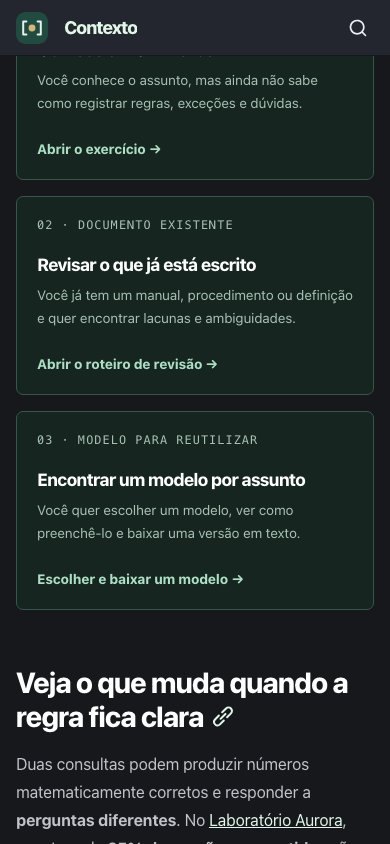 Contexto
Você conhece o assunto, mas ainda não sabe
como registrar regras, exceções e dúvidas.
Abrir o exercício →
02 · DOCUMENTO EXISTENTE
Revisar o que já está escrito
Você já tem um manual, procedimento ou definição
e quer encontrar lacunas e ambiguidades.
Abrir o roteiro de revisão →
03 · MODELO PARA REUTILIZAR
Encontrar um modelo por assunto
Você quer escolher um modelo, ver como
preenchê-lo e baixar uma versão em texto.
Escolher e baixar um modelo →
Veja o que muda quando a
regra fica clara
Duas consultas podem produzir números
matematicamente corretos e responder a
perguntas diferentes. No Laboratório Aurora,